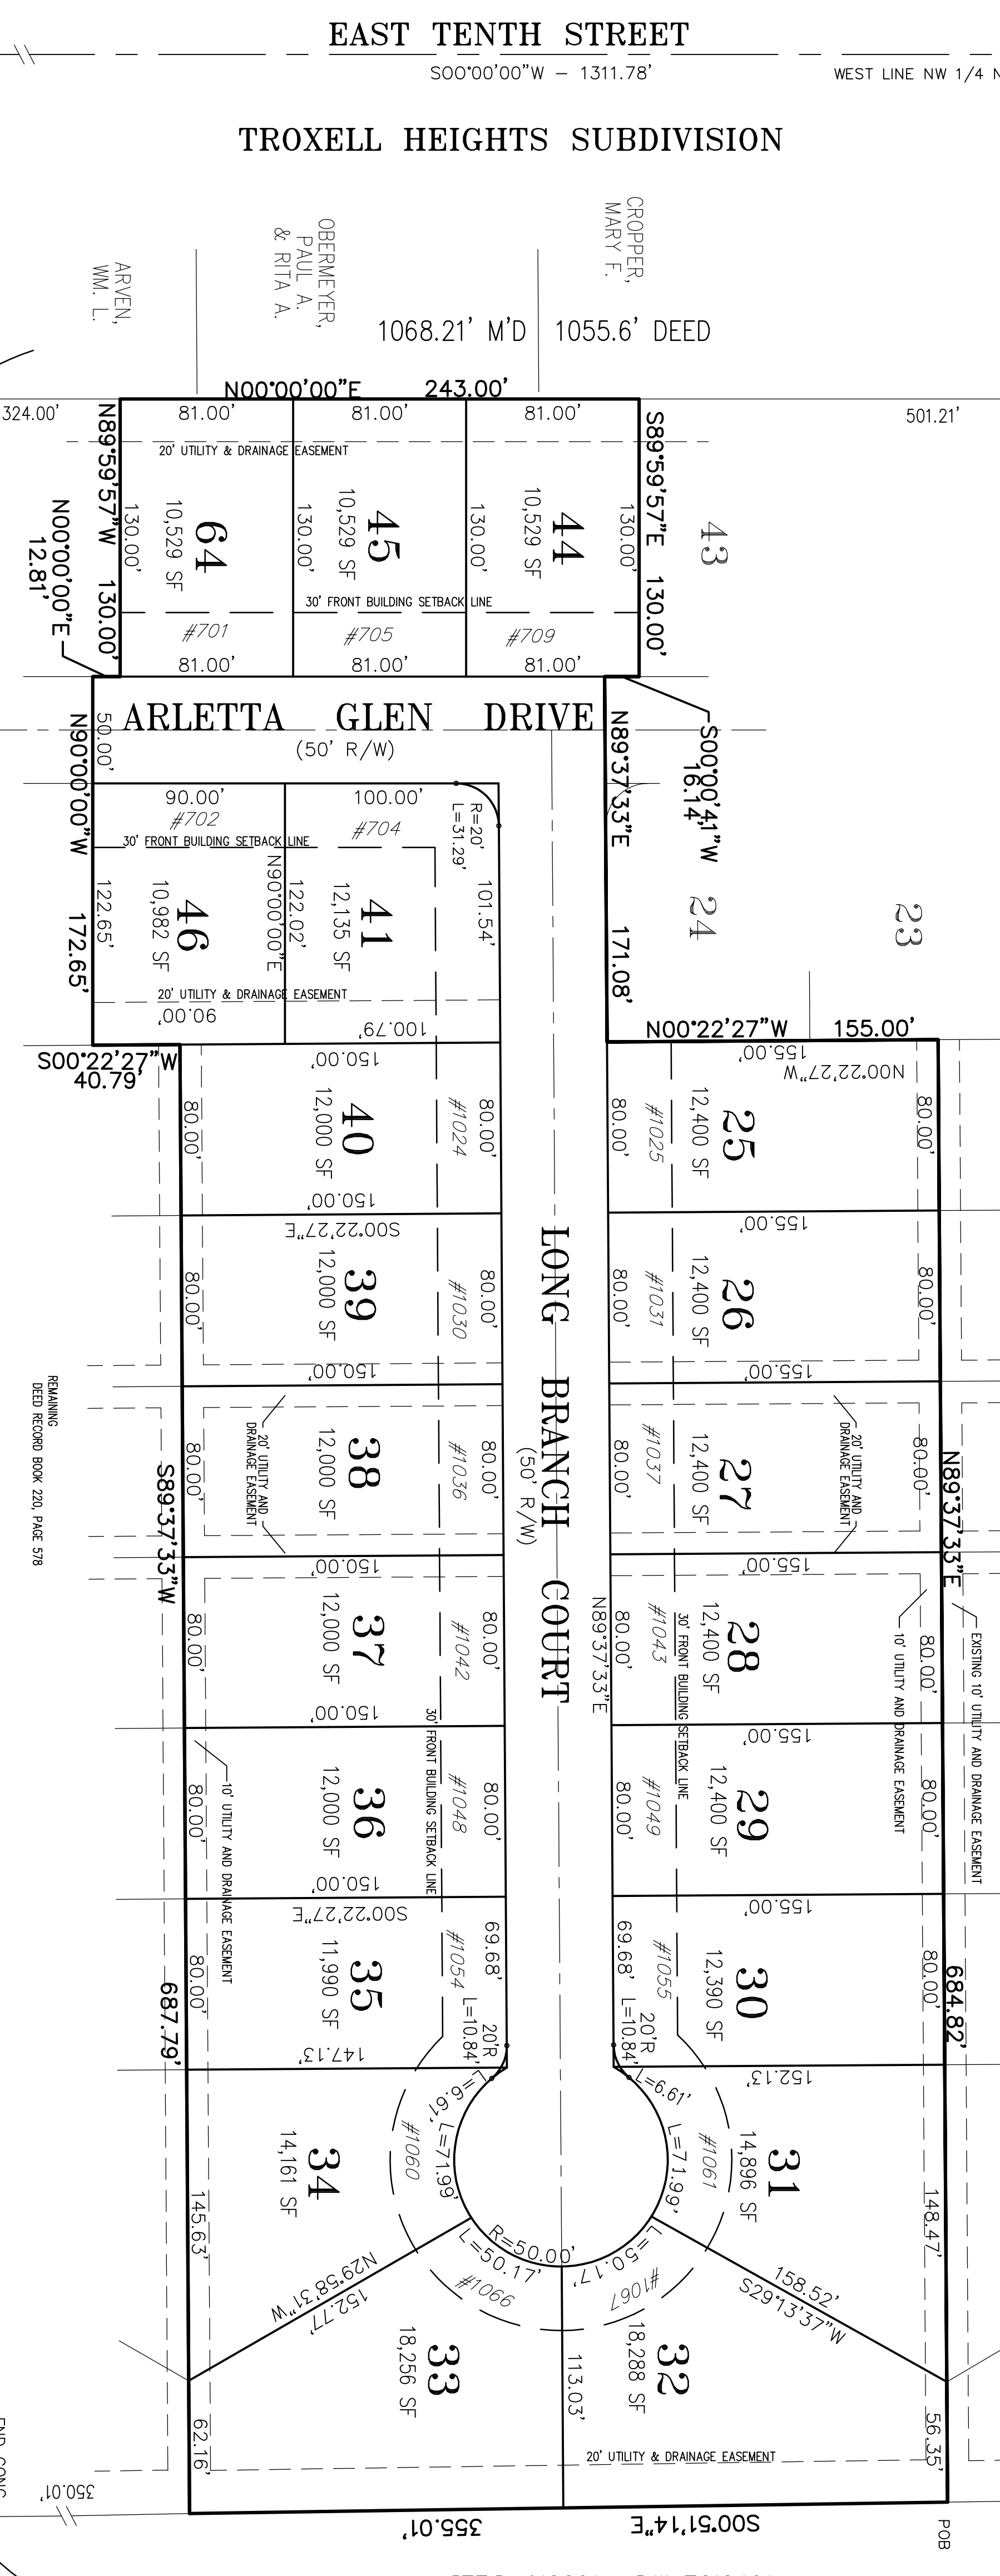 EAST TENTH STREET
S00°00'00"W – 1311.78'
WEST LINE NW 1/4 N
TROXELL HEIGHTS SUBDIVISION
ARVEN,
WM. L.
OBERMEYER,
PAUL A.
& RITA A.
CROPPER,
MARY F.
1068.21' M'D
1055.6' DEED
N00°00'00"E 243.00'
324.00'
81.00'
81.00'
81.00'
501.21'
N89°59'57"W 130.00'
S89°59'57"E 130.00'
20' UTILITY & DRAINAGE EASEMENT
64
10,529 SF
130.00'
45
10,529 SF
130.00'
44
10,529 SF
130.00'
130.00'
43
N00°00'00"E
12.81'
30' FRONT BUILDING SETBACK LINE
#701
#705
#709
81.00'
81.00'
81.00'
ARLETTA GLEN DRIVE
(50' R/W)
50.00'
N90°00'00"W 172.65'
N89°37'33"E 171.08'
S00°00'41"W
16.14'
90.00'
100.00'
#702
#704
R=20'
L=31.29'
30' FRONT BUILDING SETBACK LINE
46
10,982 SF
122.65'
N90°00'00"E
122.02'
41
12,135 SF
101.54'
24
23
20' UTILITY & DRAINAGE EASEMENT
90.00'
100.79'
N00°22'27"W 155.00'
S00°22'27"W
40.79'
150.00'
155.00'
N00°22'27"W
80.00'
40
12,000 SF
#1024
80.00'
80.00'
#1025
25
12,400 SF
80.00'
150.00'
S00°22'27"E
155.00'
80.00'
39
12,000 SF
#1030
80.00'
80.00'
#1031
26
12,400 SF
80.00'
150.00'
155.00'
LONG BRANCH COURT
(50' R/W)
REMAINING
DEED RECORD BOOK 220, PAGE 578
80.00'
20' UTILITY AND
DRAINAGE EASEMENT
38
12,000 SF
#1036
80.00'
80.00'
#1037
27
12,400 SF
20' UTILITY AND
DRAINAGE EASEMENT
80.00'
S89°37'33"W
N89°37'33"E
150.00'
155.00'
80.00'
37
12,000 SF
#1042
80.00'
N89°37'33"E
80.00'
#1043
30' FRONT BUILDING SETBACK LINE
28
12,400 SF
10' UTILITY AND DRAINAGE EASEMENT
80.00'
EXISTING 10' UTILITY AND DRAINAGE EASEMENT
150.00'
155.00'
80.00'
10' UTILITY AND DRAINAGE EASEMENT
36
12,000 SF
30' FRONT BUILDING SETBACK LINE
#1048
80.00'
80.00'
#1049
29
12,400 SF
80.00'
150.00'
S00°22'27"E
155.00'
687.79'
80.00'
35
11,990 SF
#1054
69.68'
20'R
L=10.84'
69.68'
20'R
L=10.84'
#1055
30
12,390 SF
80.00'
684.82'
147.13'
152.13'
L=6.61'
L=6.61'
34
14,161 SF
#1060
L=71.99'
L=71.99'
#1061
31
14,896 SF
145.63'
148.47'
R=50.00'
L=50.17'
L=50.17'
N29°58'31"W
152.77'
#1066
#1067
158.52'
S29°13'37"W
33
18,256 SF
113.03'
32
18,288 SF
62.16'
56.35'
20' UTILITY & DRAINAGE EASEMENT
350.01'
355.01'
S00°51'14"E
POB